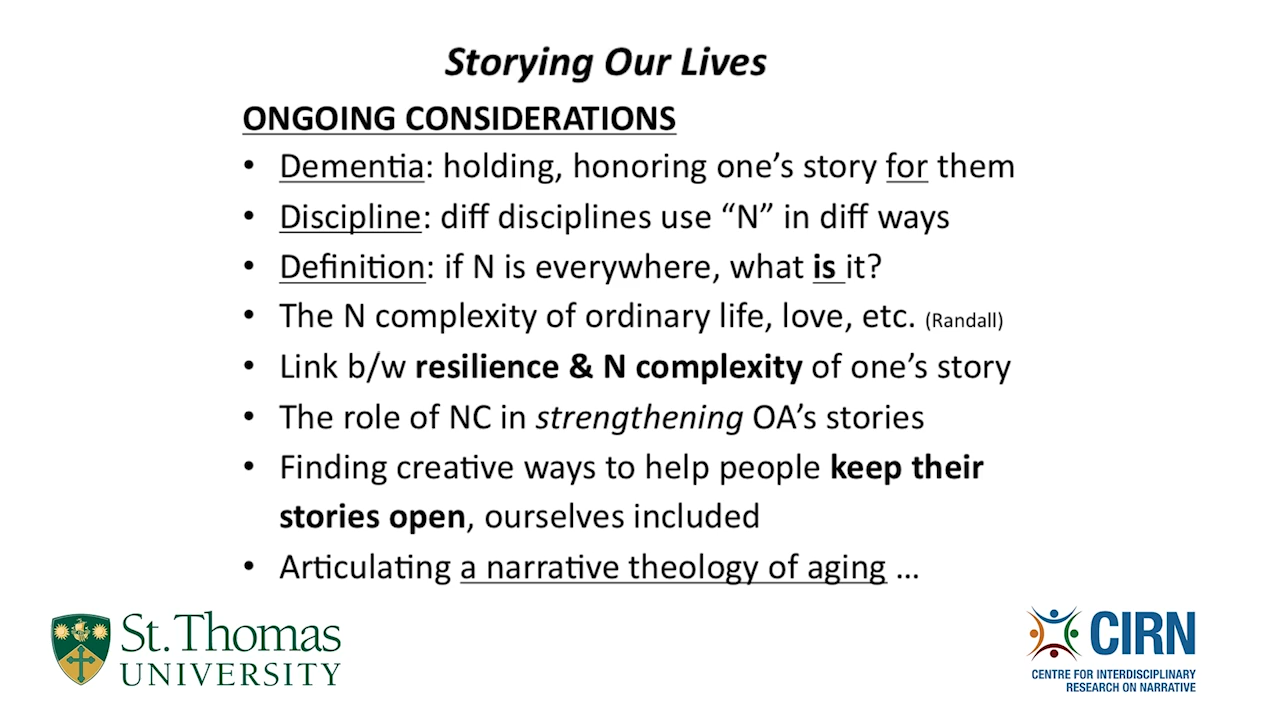 Storying Our Lives
ONGOING CONSIDERATIONS
• Dementia: holding, honoring one’s story for them
• Discipline: diff disciplines use “N” in diff ways
• Definition: if N is everywhere, what is it?
• The N complexity of ordinary life, love, etc. (Randall)
• Link b/w resilience & N complexity of one’s story
• The role of NC in strengthening OA’s stories
• Finding creative ways to help people keep their
stories open, ourselves included
• Articulating a narrative theology of aging …
St. Thomas
UNIVERSITY
CIRN
CENTRE FOR INTERDISCIPLINARY
RESEARCH ON NARRATIVE